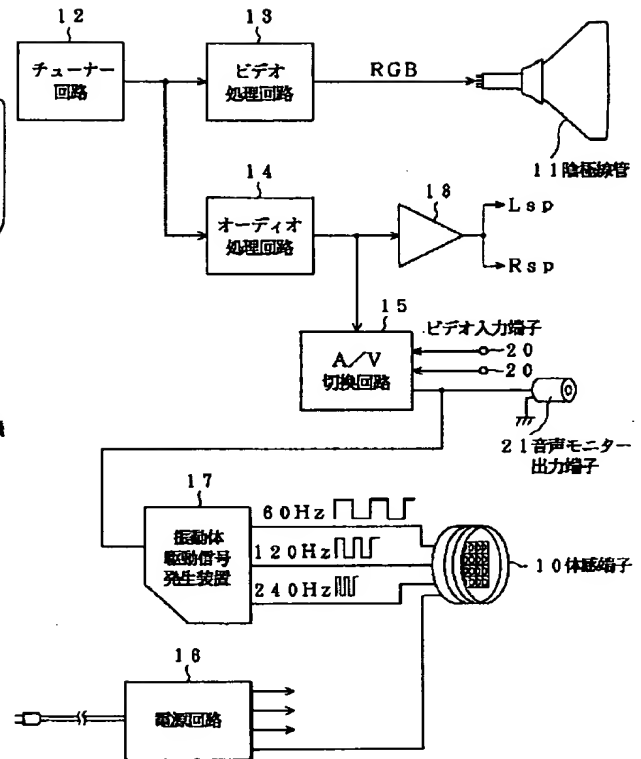 12
チューナー
回路
13
ビデオ
処理回路
RGB
11陰極線管
14
オーディオ
処理回路
18
Lsp
Rsp
15
A/V
切換回路
ビデオ入力端子
20
20
21音声モニター
出力端子
17
振動体
駆動信号
発生装置
60Hz
120Hz
240Hz
10体感端子
16
電源回路